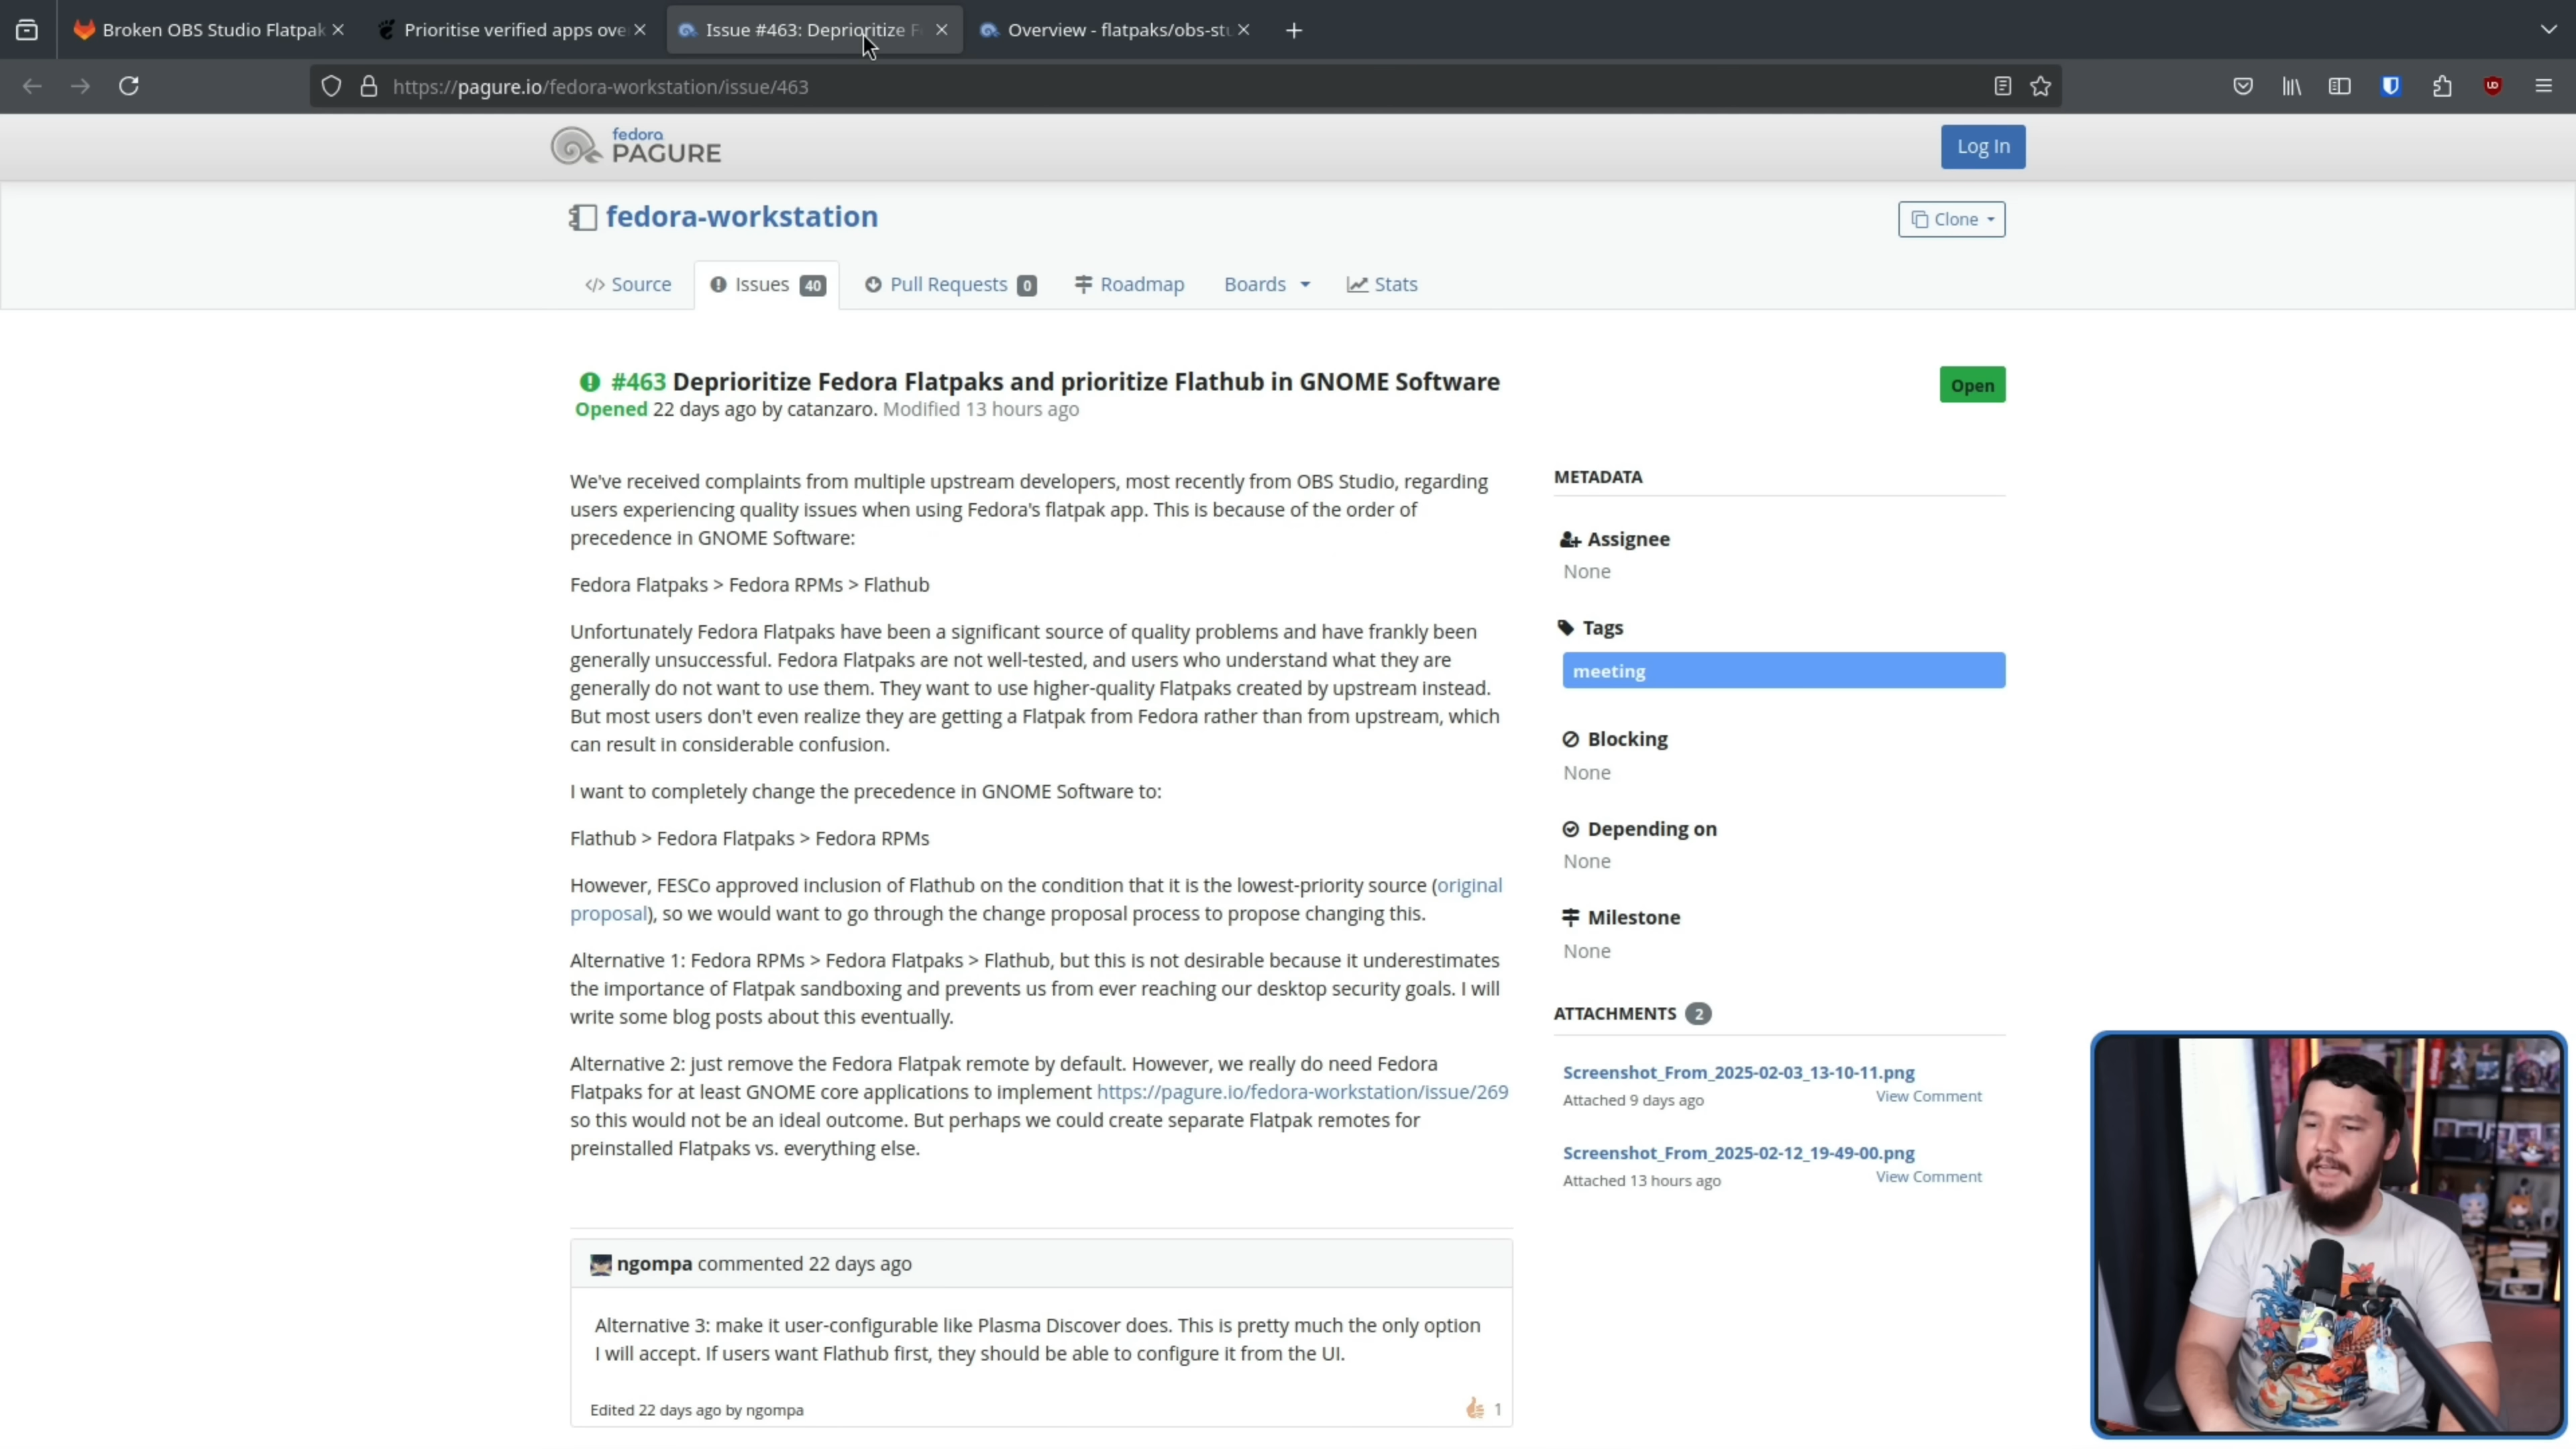 Broken OBS Studio Flatpak
Prioritise verified apps ove
Issue #463: Deprioritize F
Overview - flatpaks/obs-stu
https://pagure.io/fedora-workstation/issue/463
fedora
PAGURE
Log In
fedora-workstation
Clone
Source
Issues 40
Pull Requests 0
Roadmap
Boards
Stats
#463 Deprioritize Fedora Flatpaks and prioritize Flathub in GNOME Software
Open
Opened 22 days ago by catanzaro. Modified 13 hours ago
We've received complaints from multiple upstream developers, most recently from OBS Studio, regarding
users experiencing quality issues when using Fedora's flatpak app. This is because of the order of
precedence in GNOME Software:
Fedora Flatpaks > Fedora RPMs > Flathub
Unfortunately Fedora Flatpaks have been a significant source of quality problems and have frankly been
generally unsuccessful. Fedora Flatpaks are not well-tested, and users who understand what they are
generally do not want to use them. They want to use higher-quality Flatpaks created by upstream instead.
But most users don't even realize they are getting a Flatpak from Fedora rather than from upstream, which
can result in considerable confusion.
I want to completely change the precedence in GNOME Software to:
Flathub > Fedora Flatpaks > Fedora RPMs
However, FESCo approved inclusion of Flathub on the condition that it is the lowest-priority source (original
proposal), so we would want to go through the change proposal process to propose changing this.
Alternative 1: Fedora RPMs > Fedora Flatpaks > Flathub, but this is not desirable because it underestimates
the importance of Flatpak sandboxing and prevents us from ever reaching our desktop security goals. I will
write some blog posts about this eventually.
Alternative 2: just remove the Fedora Flatpak remote by default. However, we really do need Fedora
Flatpaks for at least GNOME core applications to implement https://pagure.io/fedora-workstation/issue/269
so this would not be an ideal outcome. But perhaps we could create separate Flatpak remotes for
preinstalled Flatpaks vs. everything else.
ngompa commented 22 days ago
Alternative 3: make it user-configurable like Plasma Discover does. This is pretty much the only option
I will accept. If users want Flathub first, they should be able to configure it from the UI.
Edited 22 days ago by ngompa
1
METADATA
Assignee
None
Tags
meeting
Blocking
None
Depending on
None
Milestone
None
ATTACHMENTS 2
Screenshot_From_2025-02-03_13-10-11.png
Attached 9 days ago
View Comment
Screenshot_From_2025-02-12_19-49-00.png
Attached 13 hours ago
View Comment